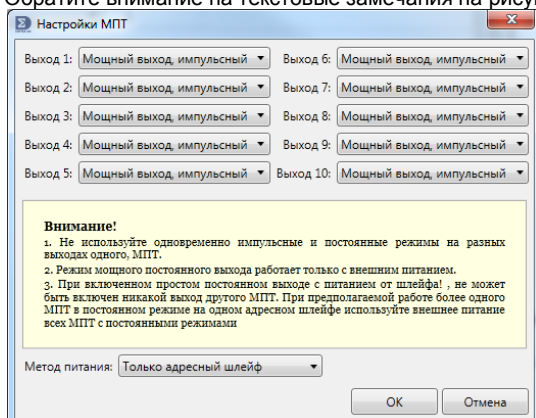 Обратите внимание на текстовые замечания на рису
Настройки МПТ
Выход 1: Мощный выход, импульсный Выход 6: Мощный выход, импульсный
Выход 2: Мощный выход, импульсный Выход 7: Мощный выход, импульсный
Выход 3: Мощный выход, импульсный Выход 8: Мощный выход, импульсный
Выход 4: Мощный выход, импульсный Выход 9: Мощный выход, импульсный
Выход 5: Мощный выход, импульсный Выход 10: Мощный выход, импульсный
Внимание!
1. Не используйте одновременно импульсные и постоянные режимы на разных
выходах одного, МПТ.
2. Режим мощного постоянного выхода работает только с внешним питанием.
3. При включенном простом постоянном выходе с питанием от шлейфа! , не может
быть включен никакой выход другого МПТ. При предполагаемой работе более одного
МПТ в постоянном режиме на одном адресном шлейфе используйте внешнее питание
всех МПТ с постоянными режимами
Метод питания: Только адресный шлейф
ОК Отмена